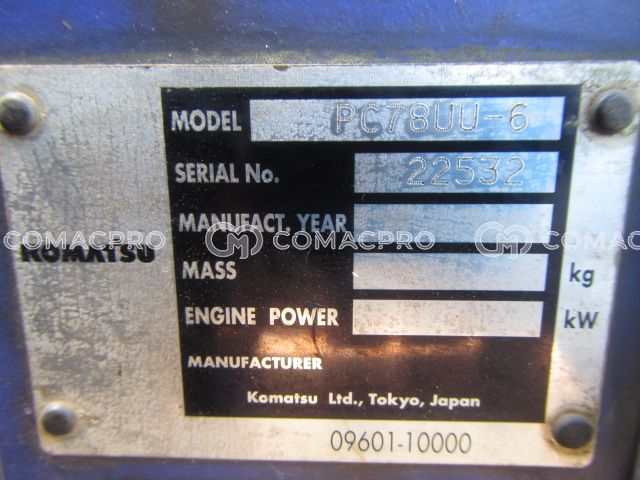 MODEL PC78UU-6
SERIAL No. 22532
MANUFACT. YEAR
COMACPRO COMACPRO COMACPRO
KOMATSU
MASS kg
ENGINE POWER kW
MANUFACTURER
Komatsu Ltd., Tokyo, Japan
09601-10000